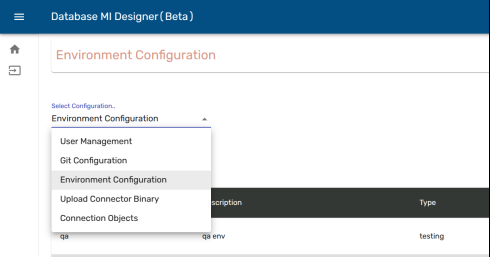 Database MI Designer(Beta)
Environment Configuration
Select Configuration..
Environment Configuration
User Management
Git Configuration
Environment Configuration
Upload Connector Binary
Connection Objects
scription Type
qa qa env testing